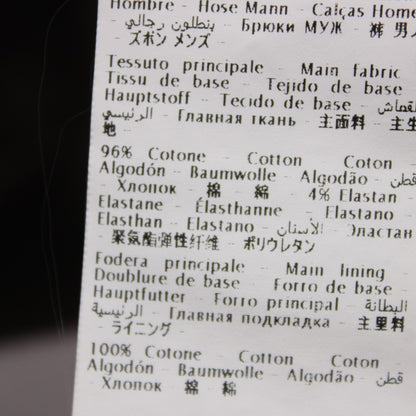 Hombre - Hose Mann - Calças Home
بنطلون رجالي - Брюки МУЖ - 裤 男
- ズボン メンズ -
Tessuto principale - Main fabric
Tissu de base - Tejido de base
Hauptstoff - Tecido de base - القماش
الرئيسي - Главная ткань - 主面料 - 主生
地 -
96% Cotone - Cotton - Coton
Algodón - Baumwolle - Algodão - قطن
- Хлопок - 棉 - 綿 - 4% Elastan -
Elastane - Élasthanne - Elastano
Elasthan - Elastano - Эластан
- 聚氨酯弹性纤维 - ポリウレタン
Fodera principale - Main lining
Doublure de base - Forro de base -
Hauptfutter - Forro principal - البطانة
الرئيسية - Главная подкладка - 主里料
- ライニング -
100% Cotone - Cotton - Coton
Algodón - Baumwolle - Algodão - قطن
- Хлопок - 棉 - 綿